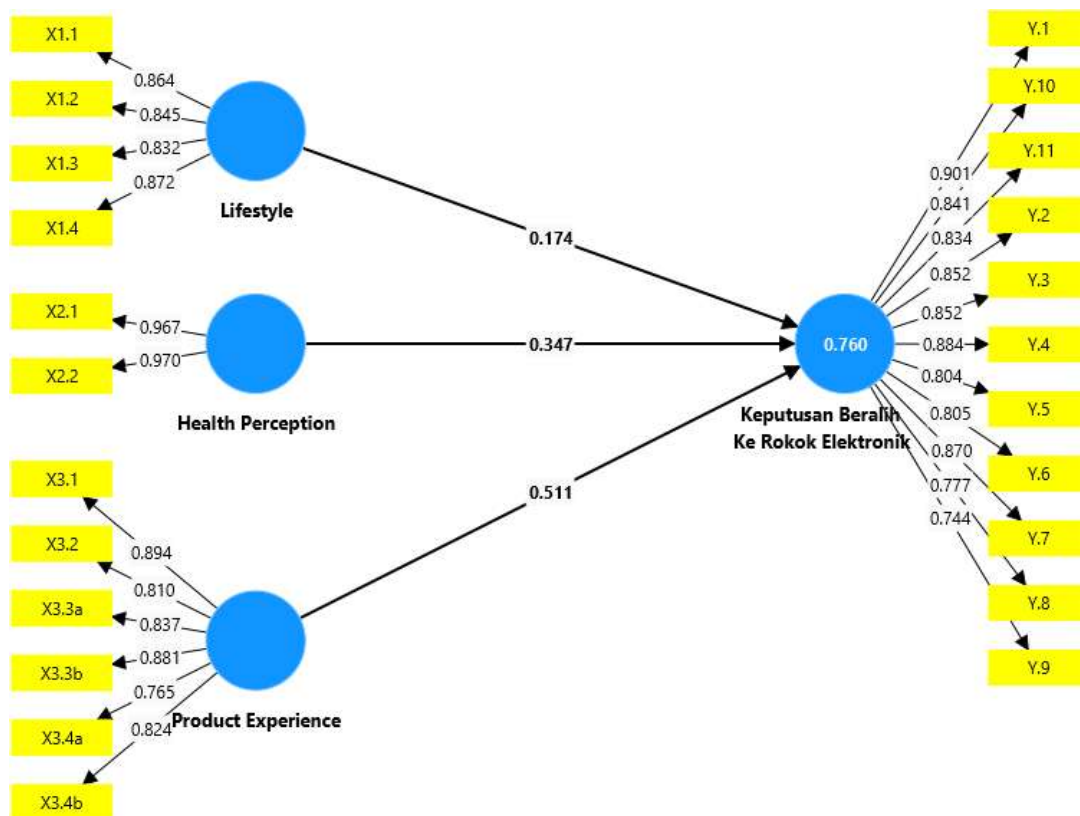 X1.1
X1.2
X1.3
X1.4
0.864
0.845
0.832
0.872
Lifestyle
X2.1
X2.2
0.967
0.970
Health Perception
X3.1
X3.2
X3.3a
X3.3b
X3.4a
X3.4b
0.894
0.810
0.837
0.881
0.765
0.824
Product Experience
0.174
0.347
0.511
0.760
Keputusan Beralih
Ke Rokok Elektronik
0.901
0.841
0.834
0.852
0.852
0.884
0.804
0.805
0.870
0.777
0.744
Y.1
Y.10
Y.11
Y.2
Y.3
Y.4
Y.5
Y.6
Y.7
Y.8
Y.9